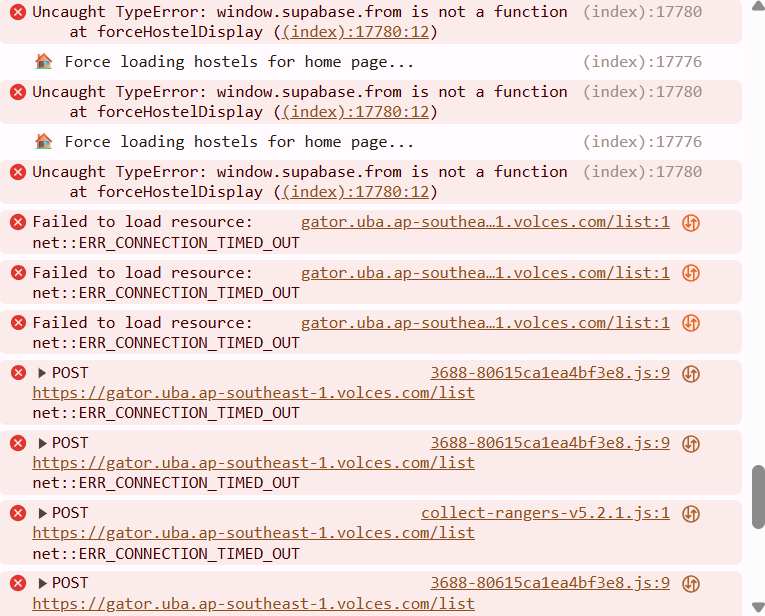 Uncaught TypeError: window.supabase.from is not a function (index):17780
at forceHostelDisplay ((index):17780:12)
🏠 Force loading hostels for home page... (index):17776
Uncaught TypeError: window.supabase.from is not a function (index):17780
at forceHostelDisplay ((index):17780:12)
🏠 Force loading hostels for home page... (index):17776
Uncaught TypeError: window.supabase.from is not a function (index):17780
at forceHostelDisplay ((index):17780:12)
Failed to load resource: gator.uba.ap-southea…1.volces.com/list:1
net::ERR_CONNECTION_TIMED_OUT
Failed to load resource: gator.uba.ap-southea…1.volces.com/list:1
net::ERR_CONNECTION_TIMED_OUT
Failed to load resource: gator.uba.ap-southea…1.volces.com/list:1
net::ERR_CONNECTION_TIMED_OUT
▶POST 3688-80615ca1ea4bf3e8.js:9
https://gator.uba.ap-southeast-1.volces.com/list
net::ERR_CONNECTION_TIMED_OUT
▶POST 3688-80615ca1ea4bf3e8.js:9
https://gator.uba.ap-southeast-1.volces.com/list
net::ERR_CONNECTION_TIMED_OUT
▶POST collect-rangers-v5.2.1.js:1
https://gator.uba.ap-southeast-1.volces.com/list
net::ERR_CONNECTION_TIMED_OUT
▶POST 3688-80615ca1ea4bf3e8.js:9
https://gator.uba.ap-southeast-1.volces.com/list